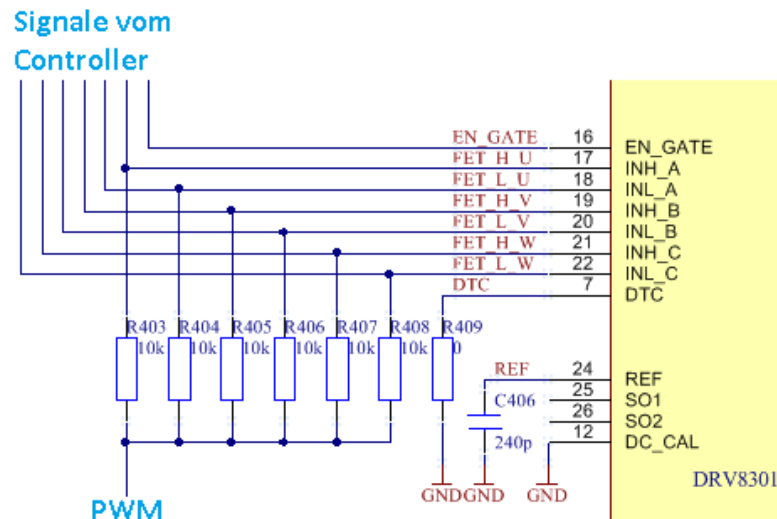 Signale vom
Controller
EN_GATE 16 EN_GATE
FET_H_U 17 INH_A
FET_L_U 18 INL_A
FET_H_V 19 INH_B
FET_L_V 20 INL_B
FET_H_W 21 INH_C
FET_L_W 22 INL_C
DTC 7 DTC
R403 R404 R405 R406 R407 R408 R409
10k 10k 10k 10k 10k 10k 0
REF 24 REF
C406 25 SO1
26 SO2
240p 12 DC_CAL
GND GND GND
DRV8301
PWM